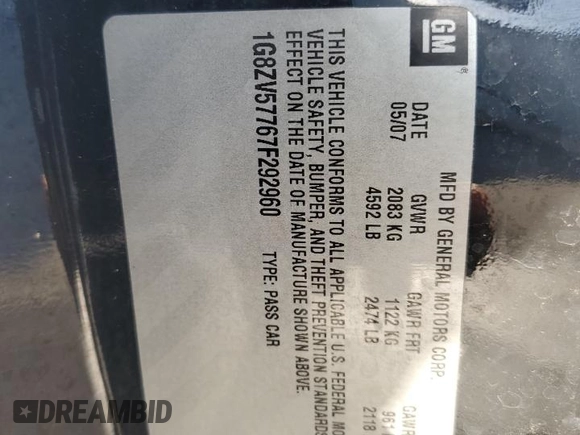 GM
MFD BY GENERAL MOTORS CORP.
DATE GVWR GAWR FRT GAWR
05/07 2083 KG 1122 KG
4592 LB 2474 LB 2118
THIS VEHICLE CONFORMS TO ALL APPLICABLE U.S. FEDERAL MO
VEHICLE SAFETY, BUMPER, AND THEFT PREVENTION STANDARDS
EFFECT ON THE DATE OF MANUFACTURE SHOWN ABOVE.
1G8ZV57767F292960 TYPE: PASS CAR
DREAMBID